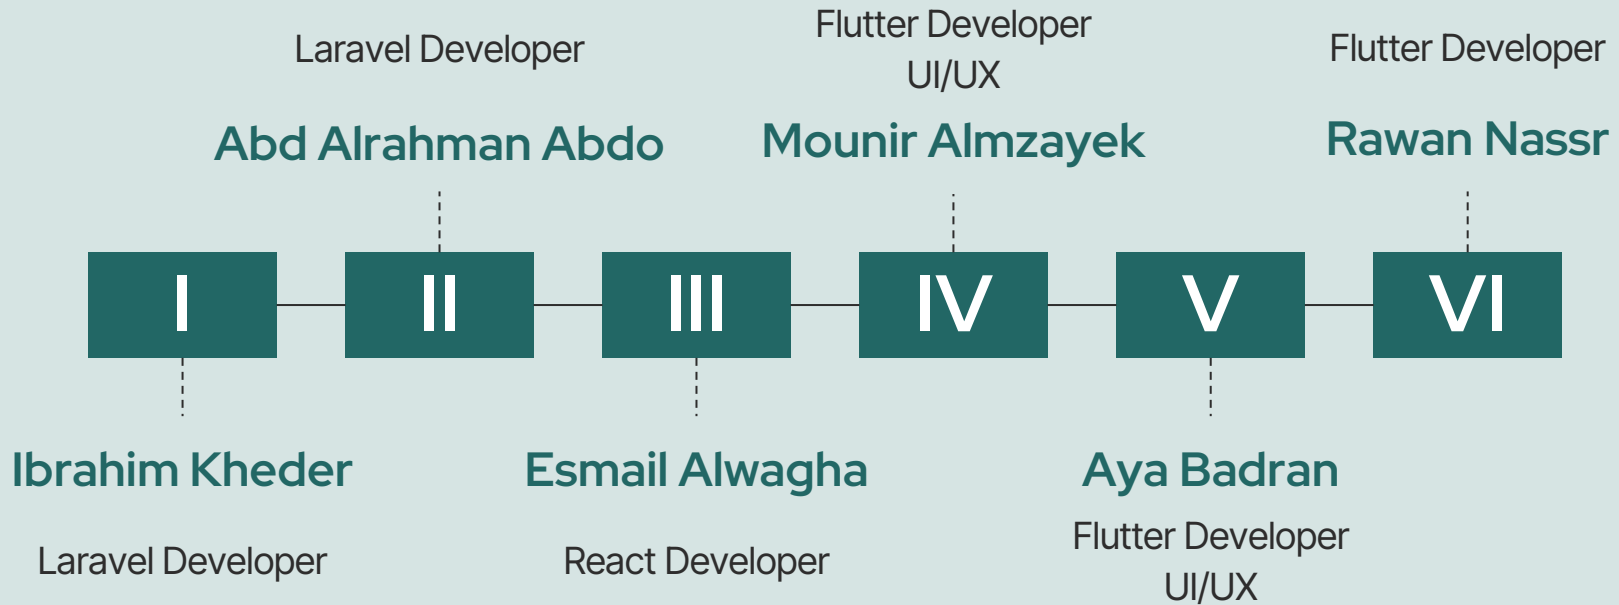 Laravel Developer
Abd Alrahman Abdo
Flutter Developer
UI/UX
Mounir Almzayek
Flutter Developer
Rawan Nassr
I
II
III
IV
V
VI
Ibrahim Kheder
Laravel Developer
Esmail Alwagha
React Developer
Aya Badran
Flutter Developer
UI/UX